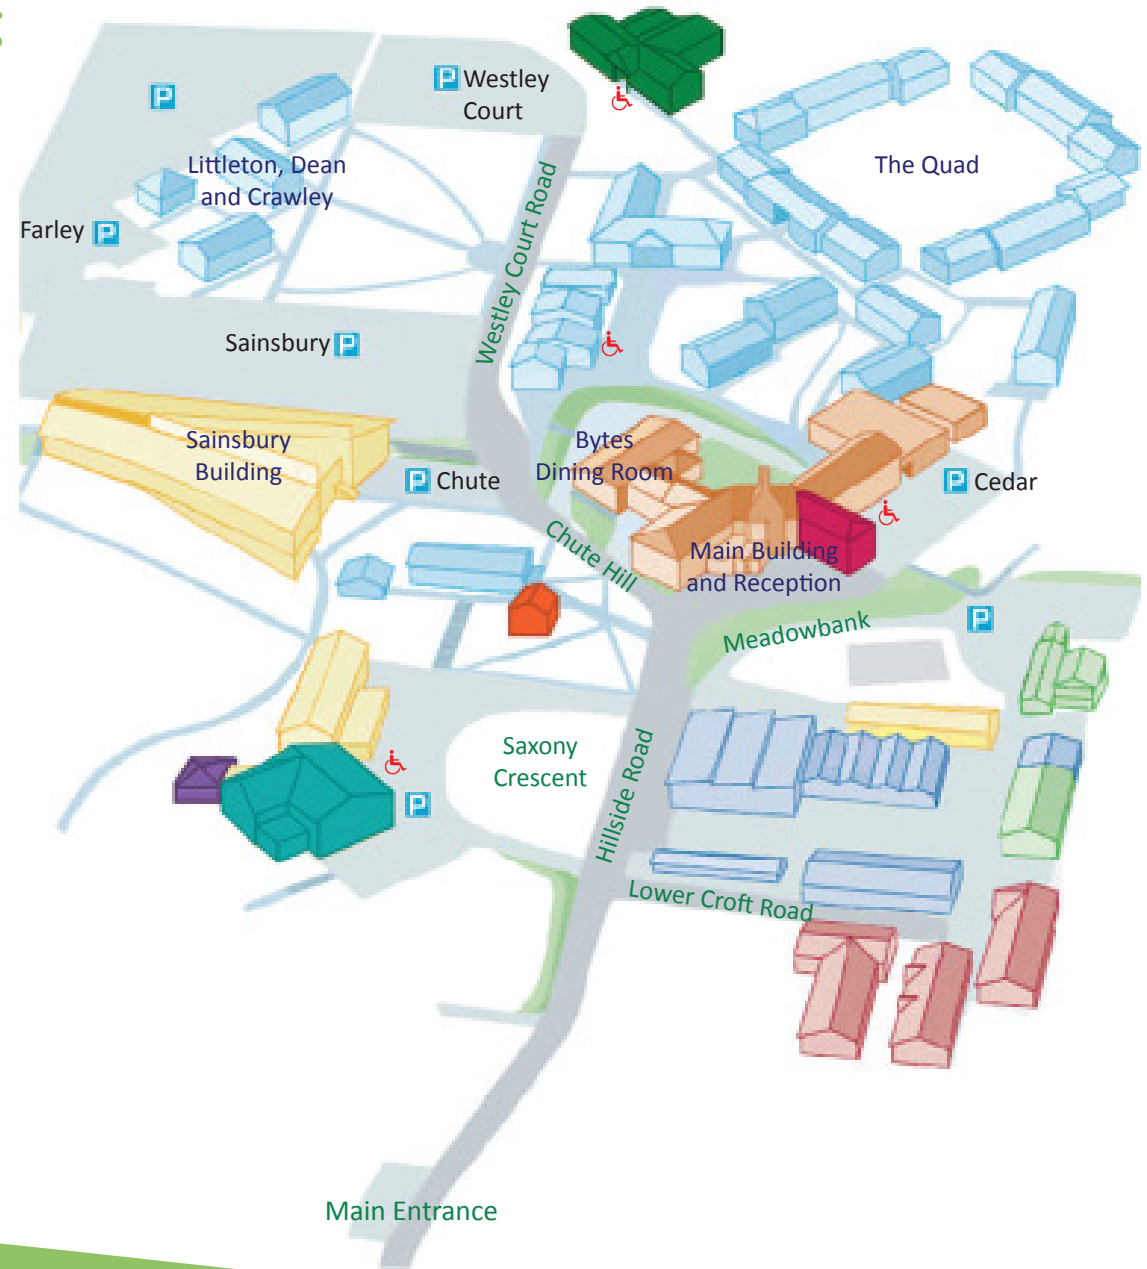 P
P Westley
Court
Littleton, Dean
and Crawley
The Quad
Farley P
Westley Court Road
Sainsbury P
Sainsbury
Building
Bytes
Dining Room
P Chute
P Cedar
Chute Hill
Main Building
and Reception
Meadowbank
P
Saxony
Crescent
Hillside Road
P
Lower Croft Road
Main Entrance